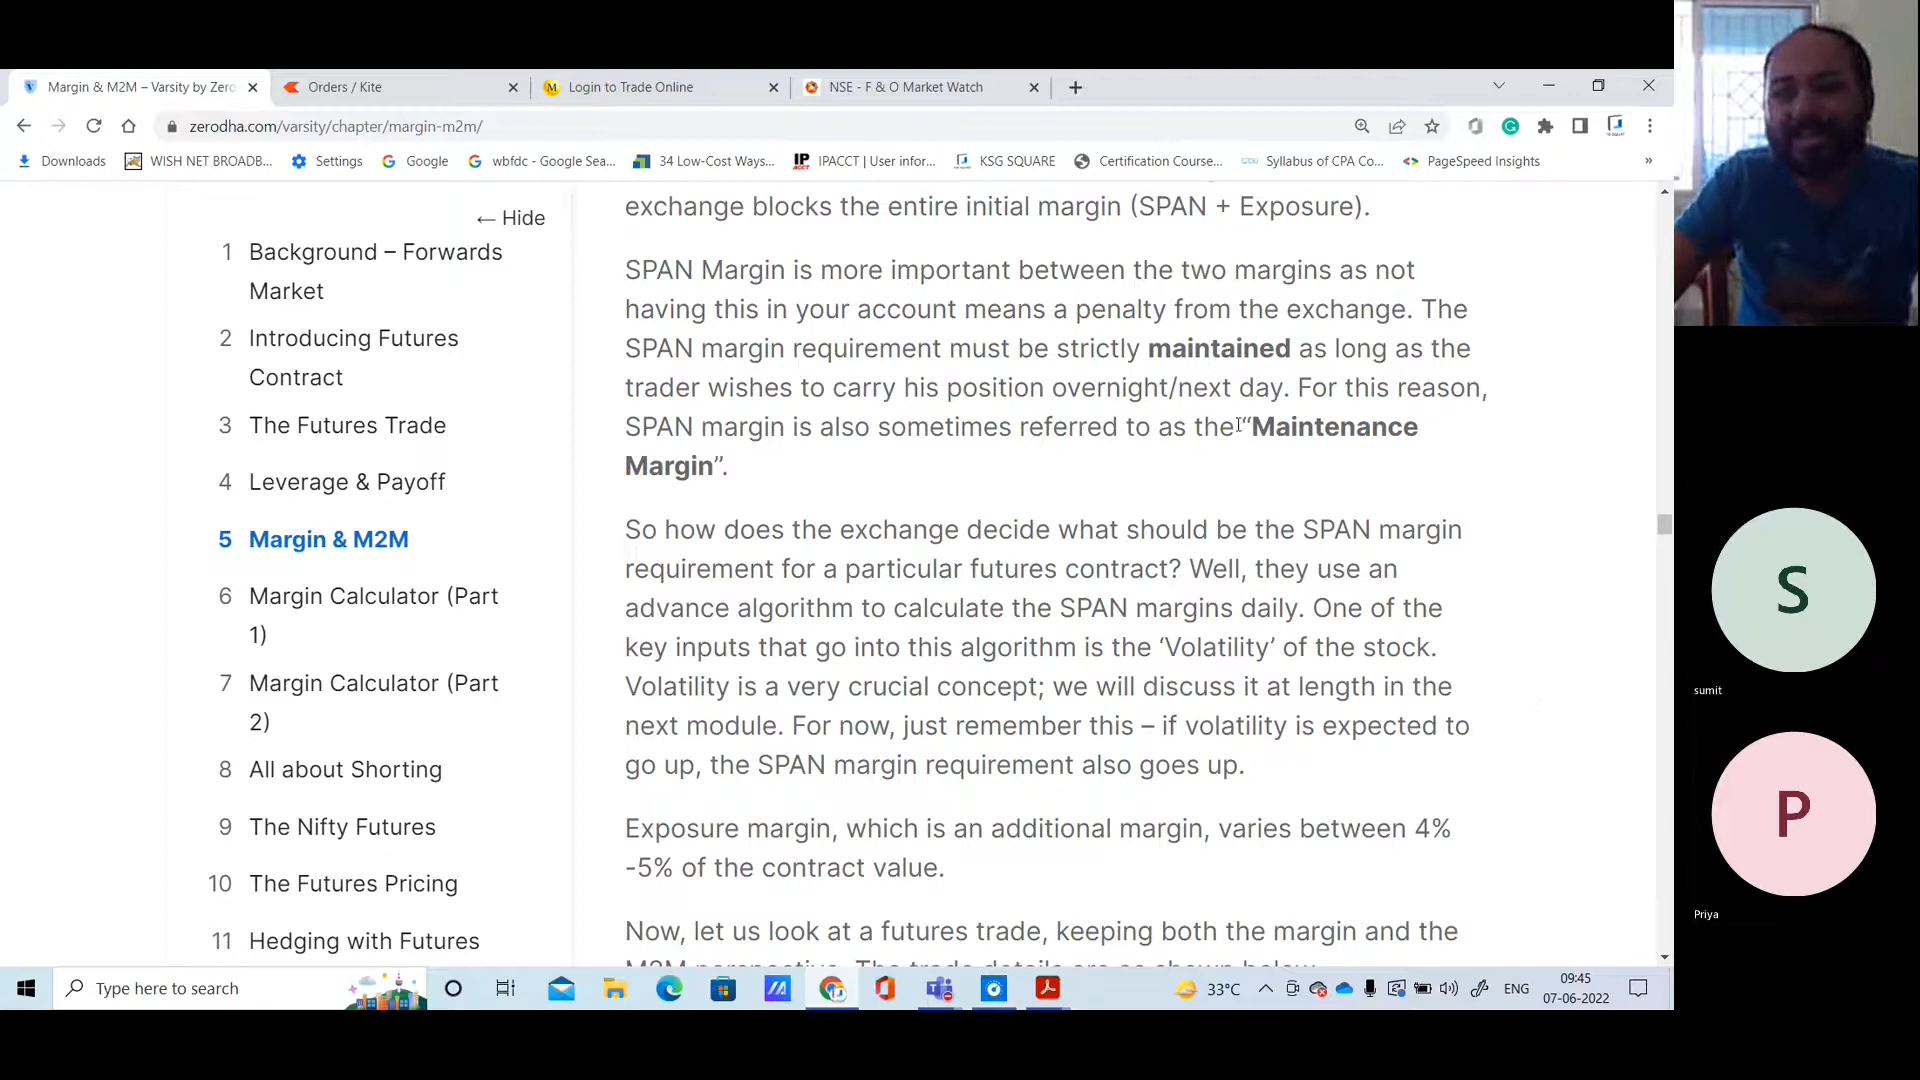 Margin & M2M – Varsity by Zero
Orders / Kite
Login to Trade Online
NSE - F & O Market Watch
zerodha.com/varsity/chapter/margin-m2m/
Downloads
WISH NET BROADB...
Settings
Google
wbfdc - Google Sea...
34 Low-Cost Ways...
IPACCT | User infor...
KSG SQUARE
Certification Course...
Syllabus of CPA Co...
PageSpeed Insights
»
← Hide
1 Background – Forwards
Market
2 Introducing Futures
Contract
3 The Futures Trade
4 Leverage & Payoff
5 Margin & M2M
6 Margin Calculator (Part
1)
7 Margin Calculator (Part
2)
8 All about Shorting
9 The Nifty Futures
10 The Futures Pricing
11 Hedging with Futures
exchange blocks the entire initial margin (SPAN + Exposure).
SPAN Margin is more important between the two margins as not
having this in your account means a penalty from the exchange. The
SPAN margin requirement must be strictly maintained as long as the
trader wishes to carry his position overnight/next day. For this reason,
SPAN margin is also sometimes referred to as the “Maintenance
Margin”.
So how does the exchange decide what should be the SPAN margin
requirement for a particular futures contract? Well, they use an
advance algorithm to calculate the SPAN margins daily. One of the
key inputs that go into this algorithm is the ‘Volatility’ of the stock.
Volatility is a very crucial concept; we will discuss it at length in the
next module. For now, just remember this – if volatility is expected to
go up, the SPAN margin requirement also goes up.
Exposure margin, which is an additional margin, varies between 4%
-5% of the contract value.
Now, let us look at a futures trade, keeping both the margin and the
M2M perspective. The trade details are as shown below
S
sumit
P
Priya
Type here to search
33°C
ENG
09:45
07-06-2022